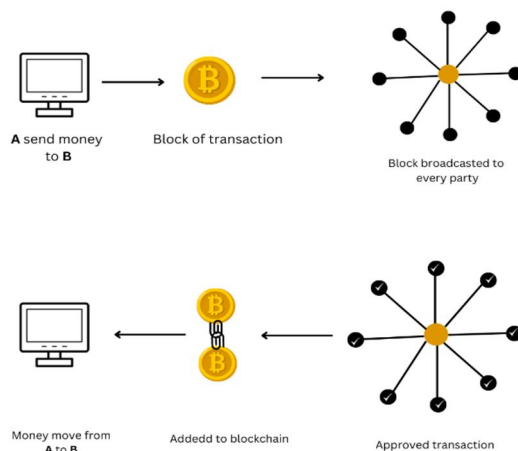 A send money
to B
Block of transaction
Block broadcasted to
every party
Money move from
A to B
Addedd to blockchain
Approved transaction